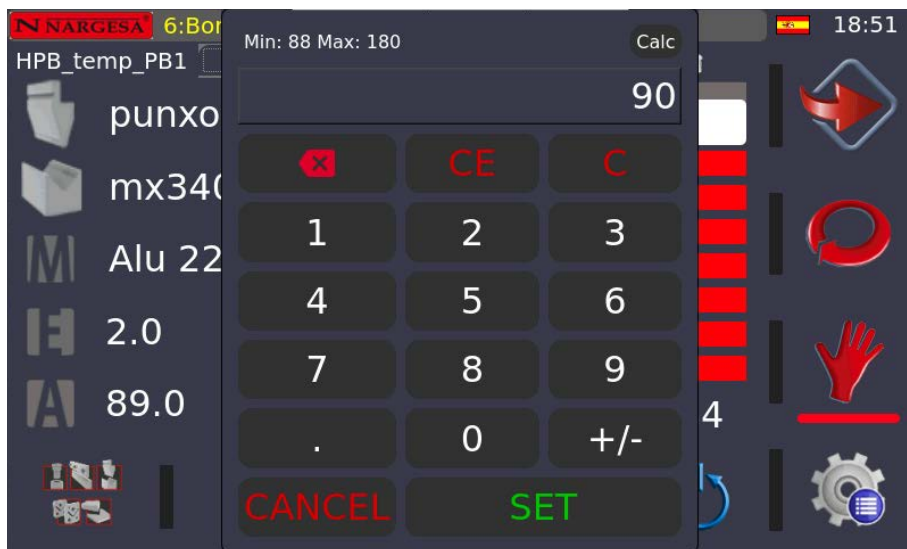 NARGESA 6:Bor
18:51
HPB_temp_PB1
Min: 88 Max: 180
Calc
90
punxo
CE
C
mx340
1
2
3
Alu 22
4
5
6
M
E
2.0
7
8
9
A
89.0
4
.
0
+/-
CANCEL
SET